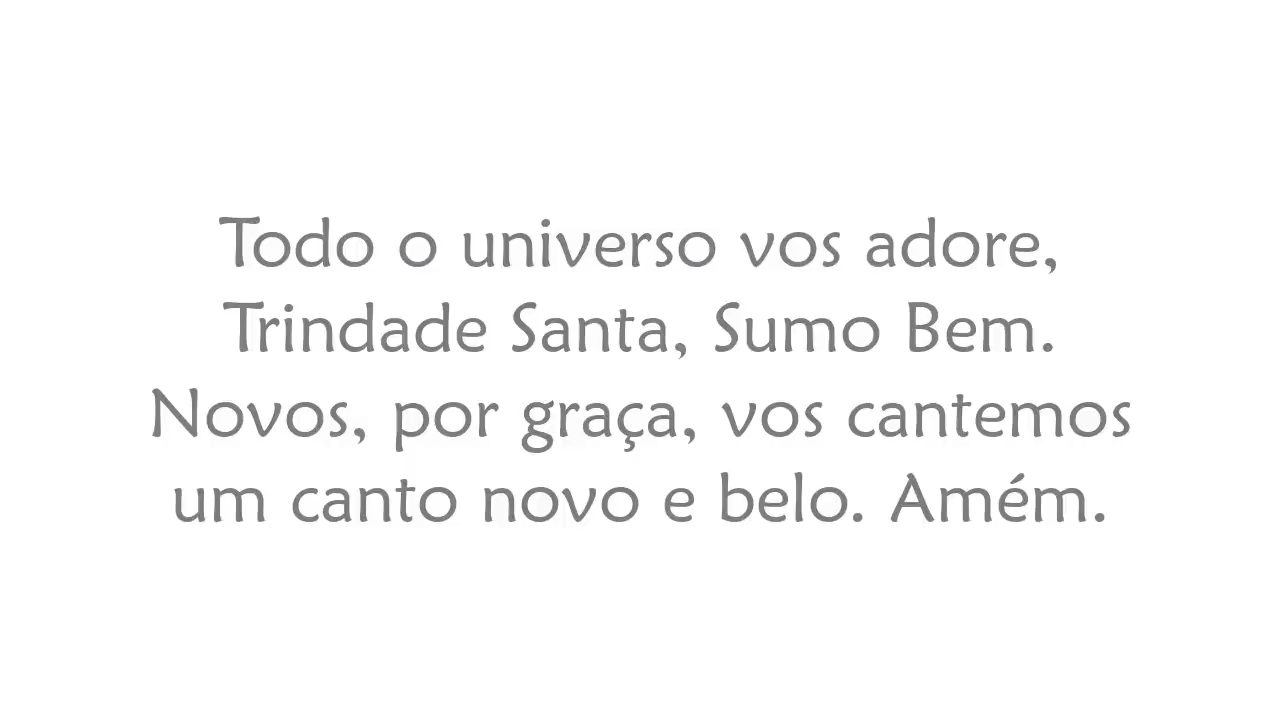 Todo o universo vos adore,
Trindade Santa, Sumo Bem.
Novos, por graça, vos cantemos
um canto novo e belo. Amém.